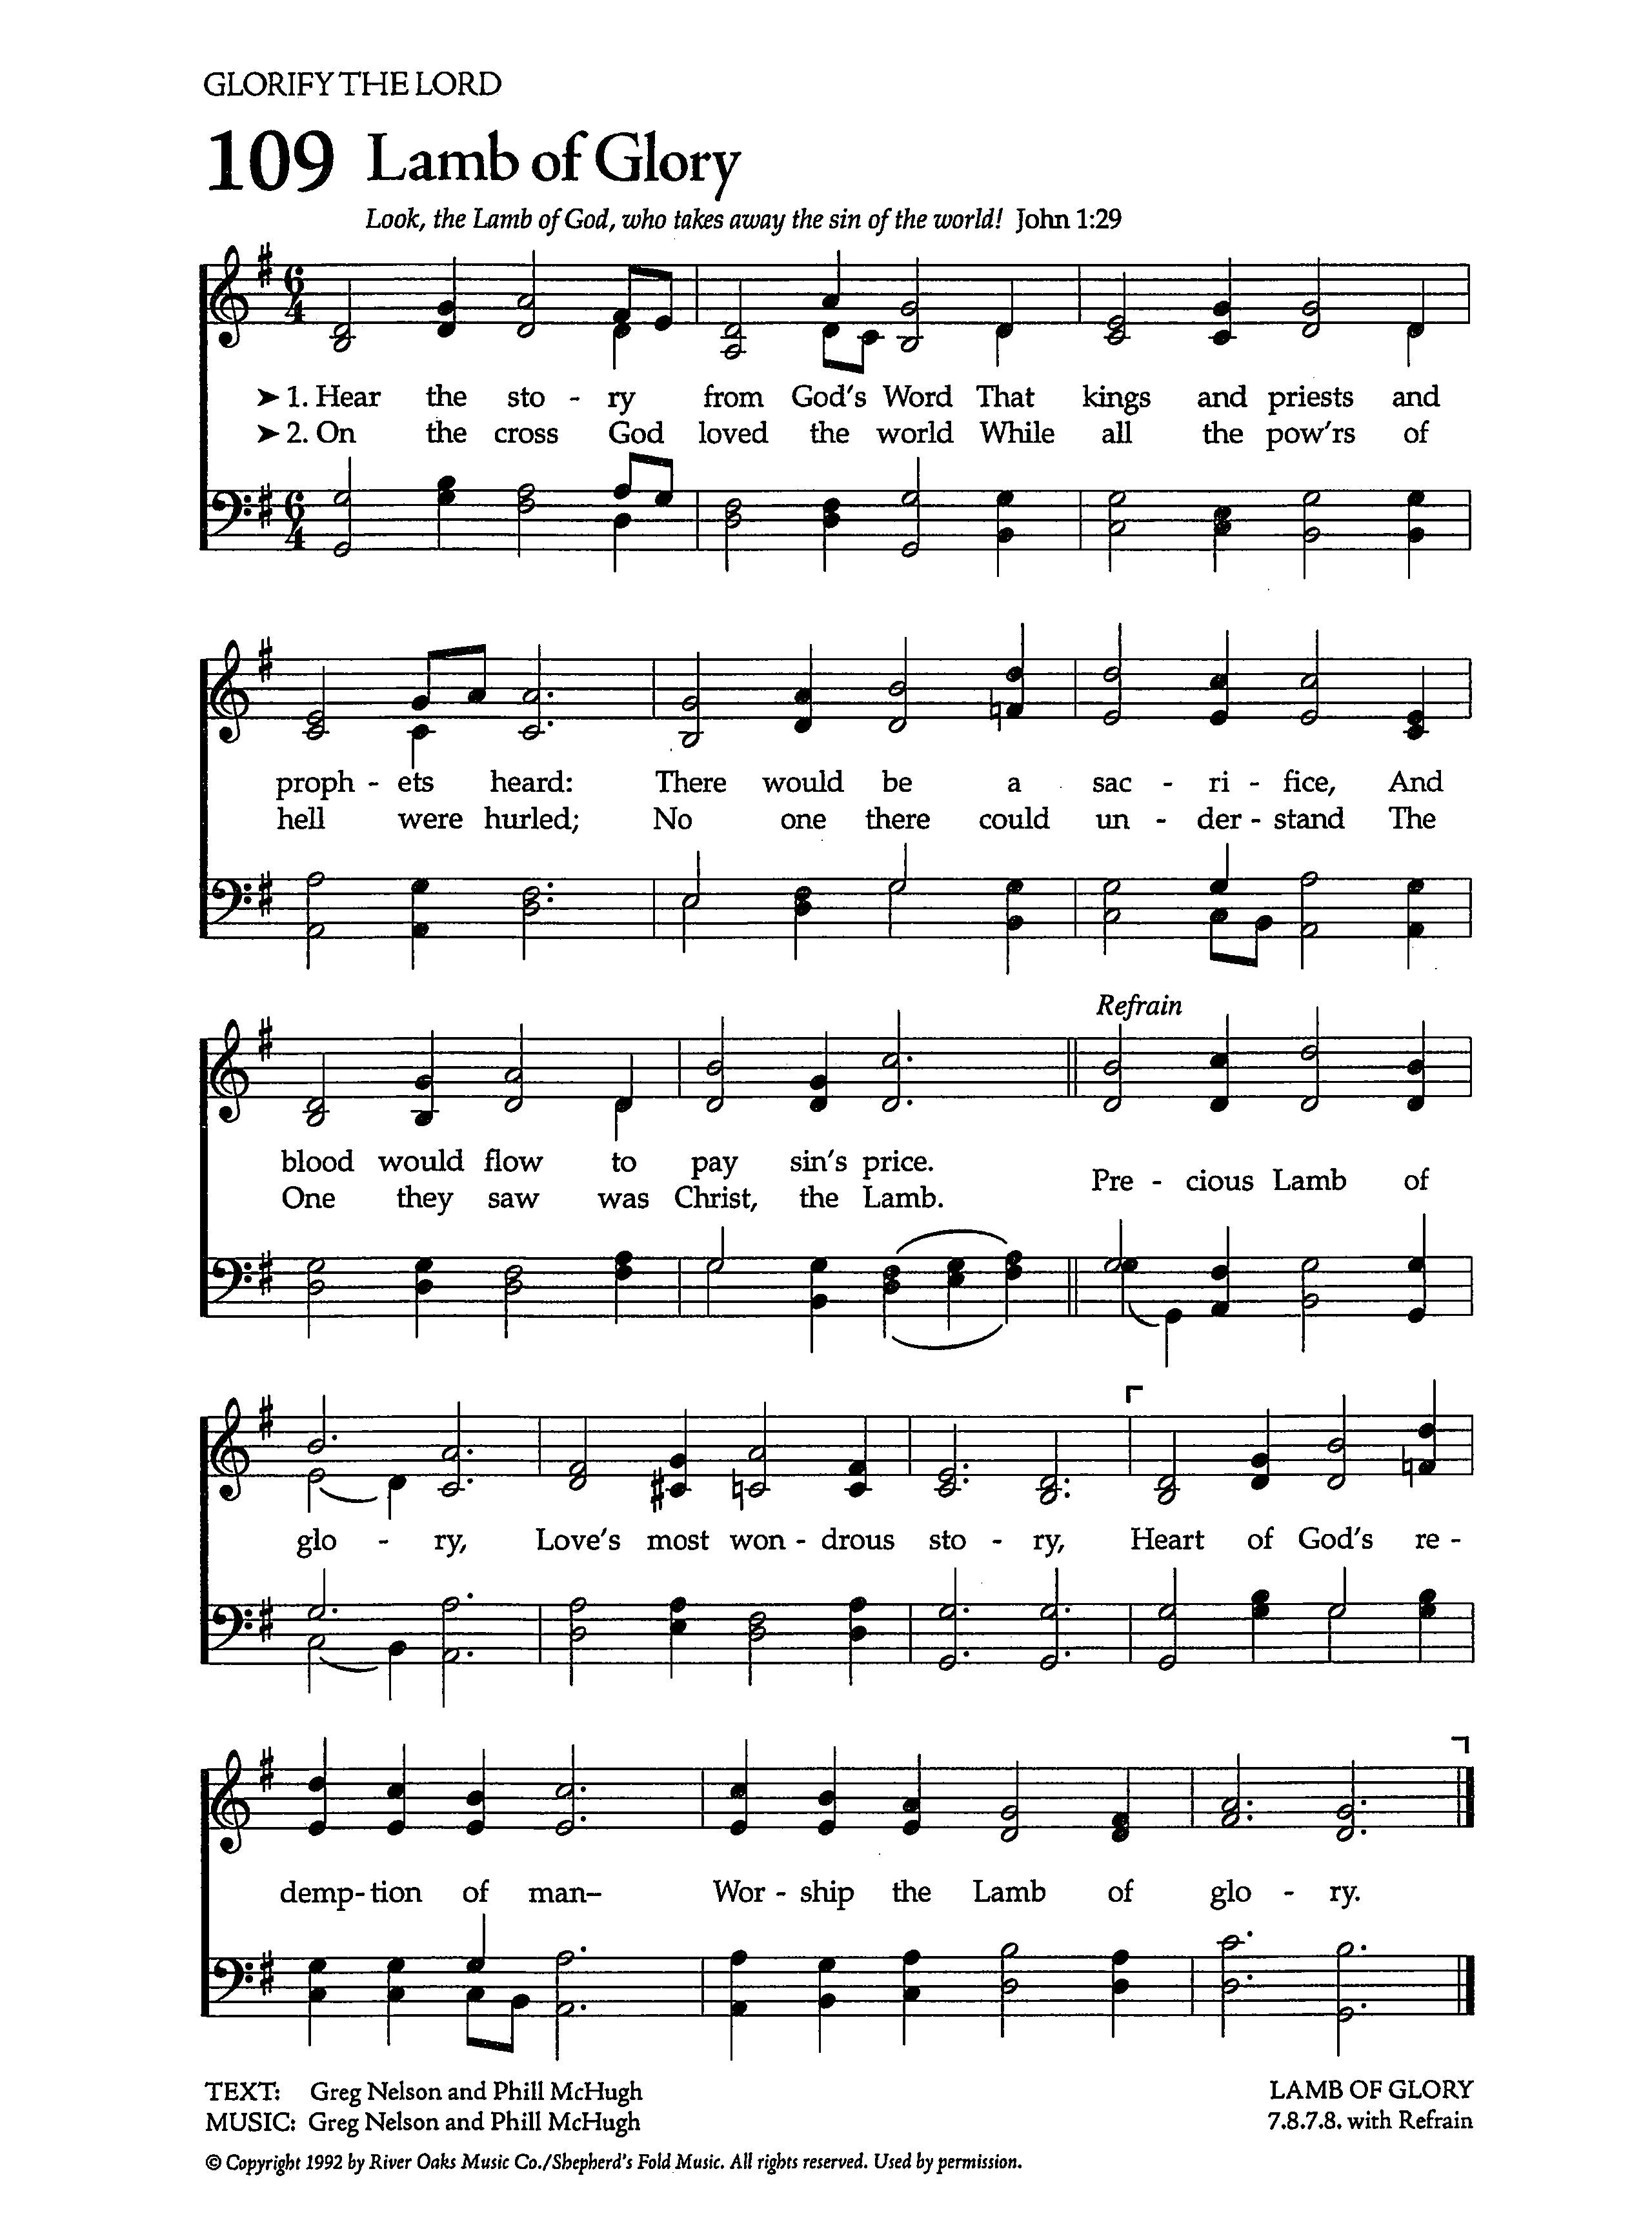 GLORIFY THE LORD
109 Lamb of Glory
Look, the Lamb of God, who takes away the sin of the world! John 1:29
➤ 1. Hear the sto - ry from God's Word That kings and priests and
➤ 2. On the cross God loved the world While all the pow'rs of
proph - ets heard: There would be a sac - ri - fice, And
hell were hurled; No one there could un - der - stand The
Refrain
blood would flow to pay sin's price.
One they saw was Christ, the Lamb.
Pre - cious Lamb of
glo - ry, Love's most won - drous sto - ry, Heart of God's re -
demp - tion of man– Wor - ship the Lamb of glo - ry.
TEXT: Greg Nelson and Phill McHugh
MUSIC: Greg Nelson and Phill McHugh
LAMB OF GLORY
7.8.7.8. with Refrain
© Copyright 1992 by River Oaks Music Co./Shepherd's Fold Music. All rights reserved. Used by permission.